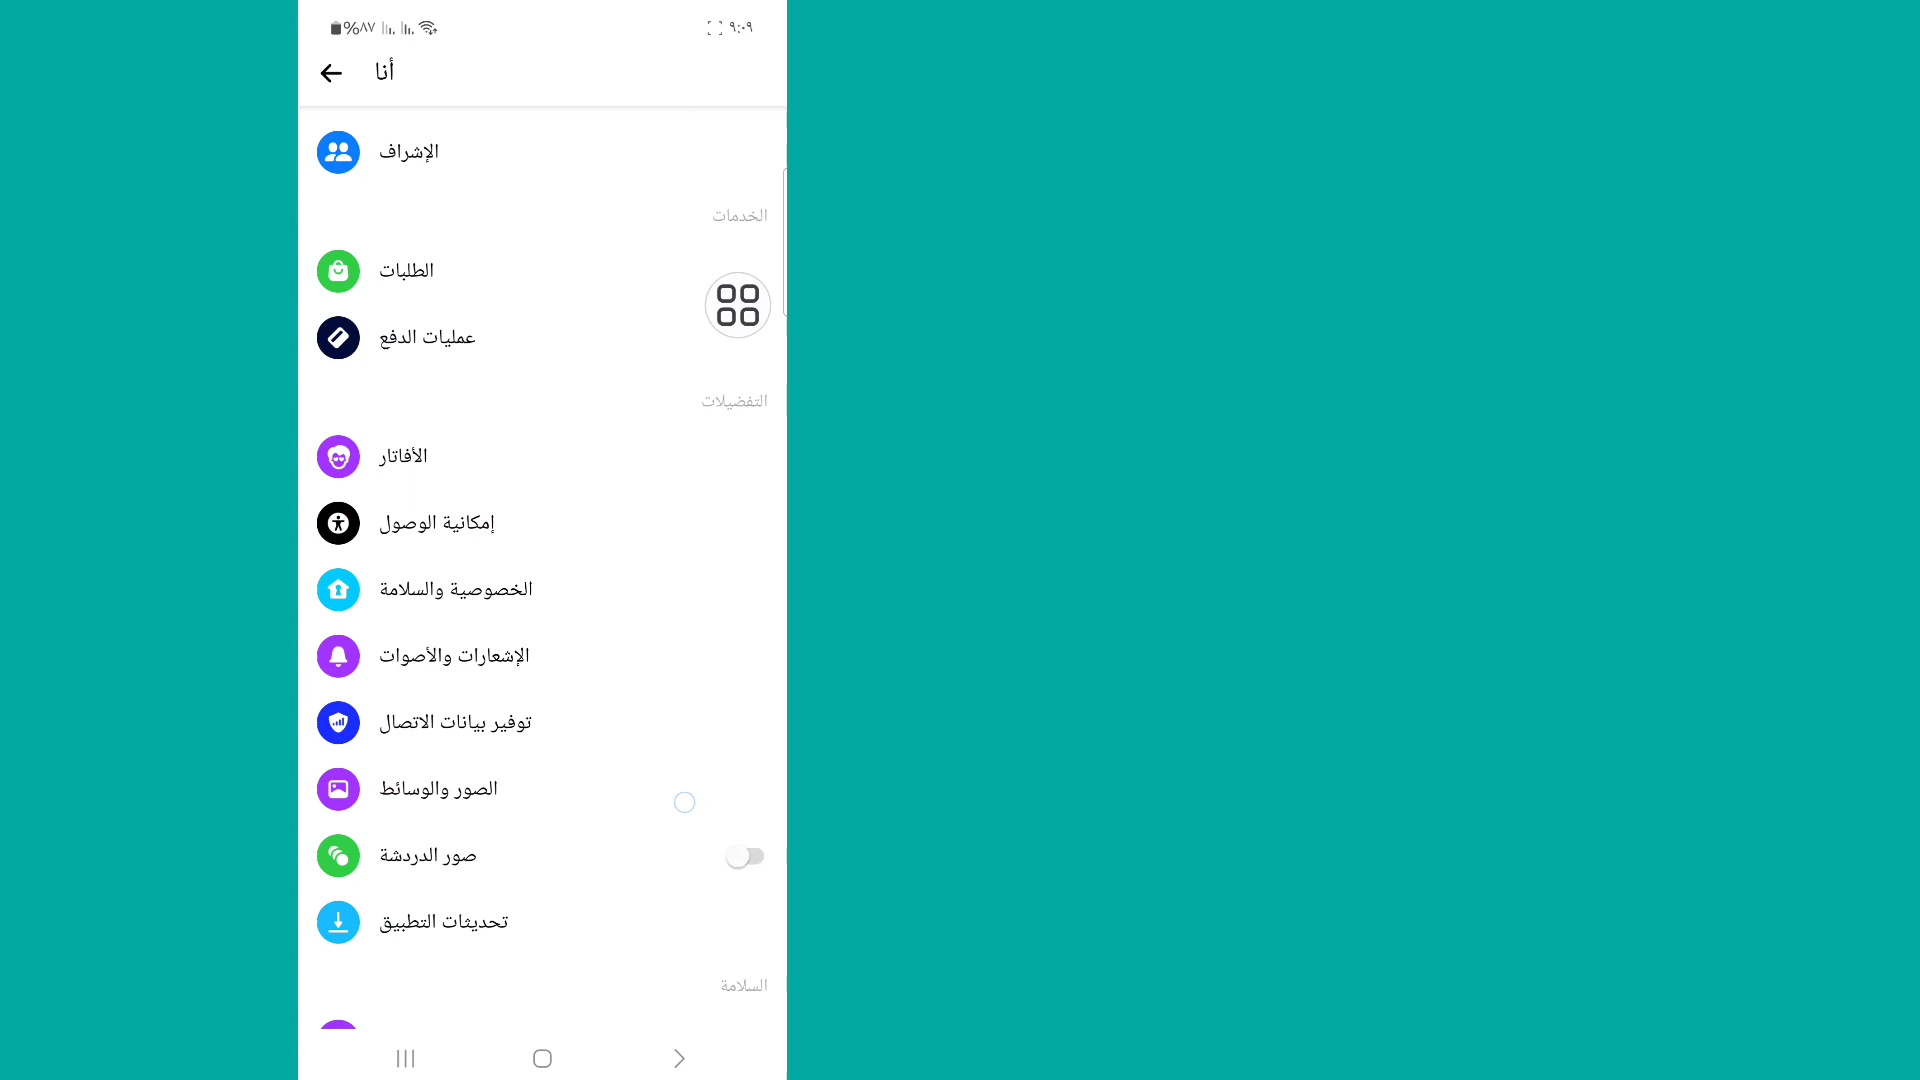 ٩:٠٩
%٨٧
أنا
الإشراف
الخدمات
الطلبات
عمليات الدفع
التفضيلات
الأفاتار
إمكانية الوصول
الخصوصية والسلامة
الإشعارات والأصوات
توفير بيانات الاتصال
الصور والوسائط
صور الدردشة
تحديثات التطبيق
السلامة